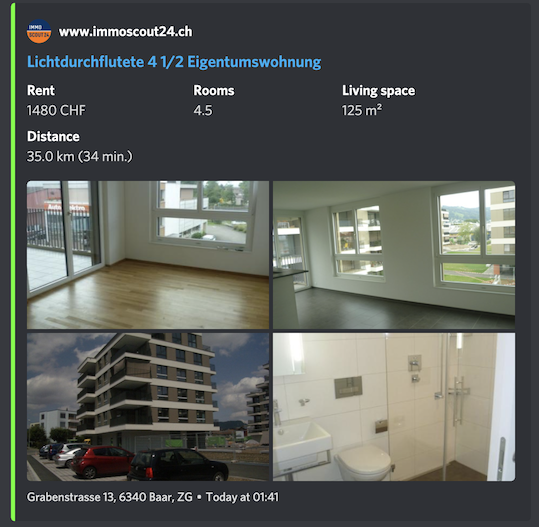 IMMO
SCOUT24
www.immoscout24.ch
Lichtdurchflutete 4 1/2 Eigentumswohnung
Rent Rooms Living space
1480 CHF 4.5 125 m²
Distance
35.0 km (34 min.)
Grabenstrasse 13, 6340 Baar, ZG • Today at 01:41